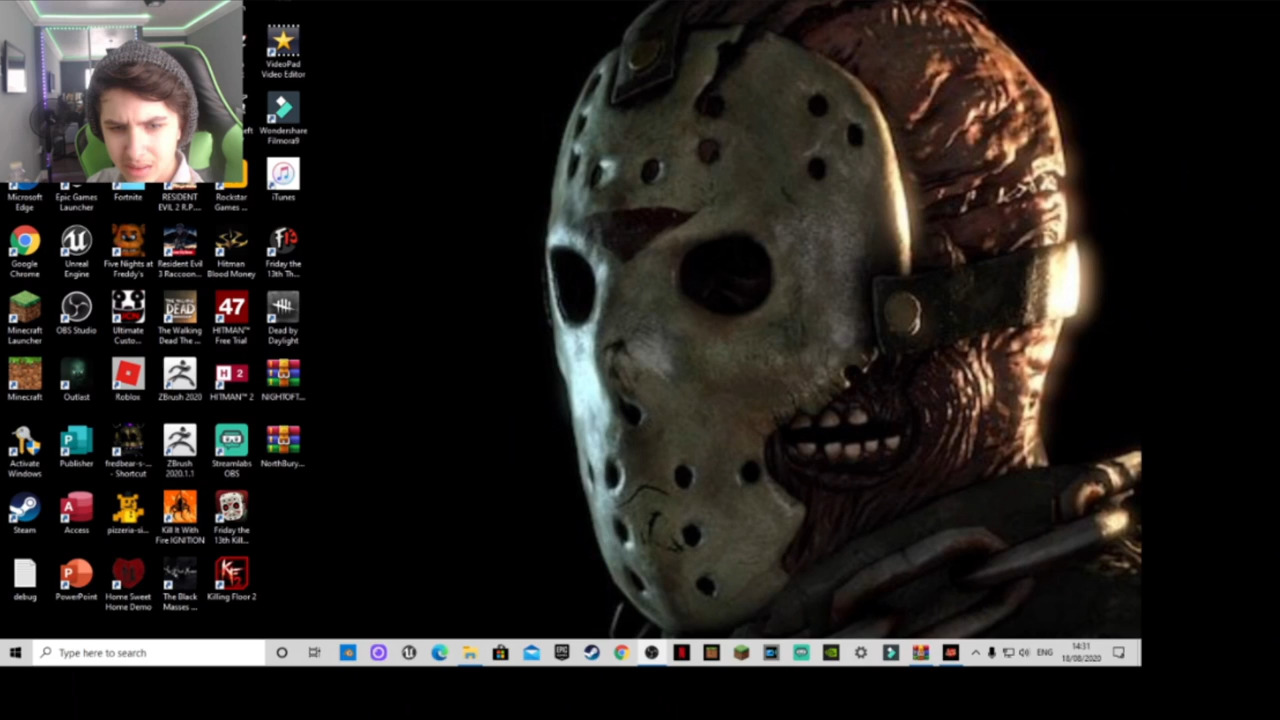 VideoPad
Video Editor
Wondershare
Filmora9
Microsoft
Edge
Epic Games
Launcher
Fortnite
RESIDENT
EVIL 2 R.P....
Rockstar
Games ...
iTunes
Google
Chrome
Unreal
Engine
Five Nights at
Freddy's
Resident Evil
3 Raccoon...
Hitman
Blood Money
Friday the
13th Th...
Minecraft
Launcher
OBS Studio
Ultimate
Custo...
The Walking
Dead The ...
47
HITMAN™
Free Trial
Dead by
Daylight
Minecraft
Outlast
Roblox
ZBrush 2020
HITMAN™ 2
NIGHTOFT...
Activate
Windows
Publisher
fredbear-s-...
- Shortcut
ZBrush
2020.1.1
Streamlabs
OBS
NorthBury...
Steam
Access
pizzeria-si...
Kill It With
Fire IGNITION
Friday the
13th Kill...
debug
PowerPoint
Home Sweet
Home Demo
The Black
Masses ...
Killing Floor 2
Type here to search
ENG
14:31
18/08/2020